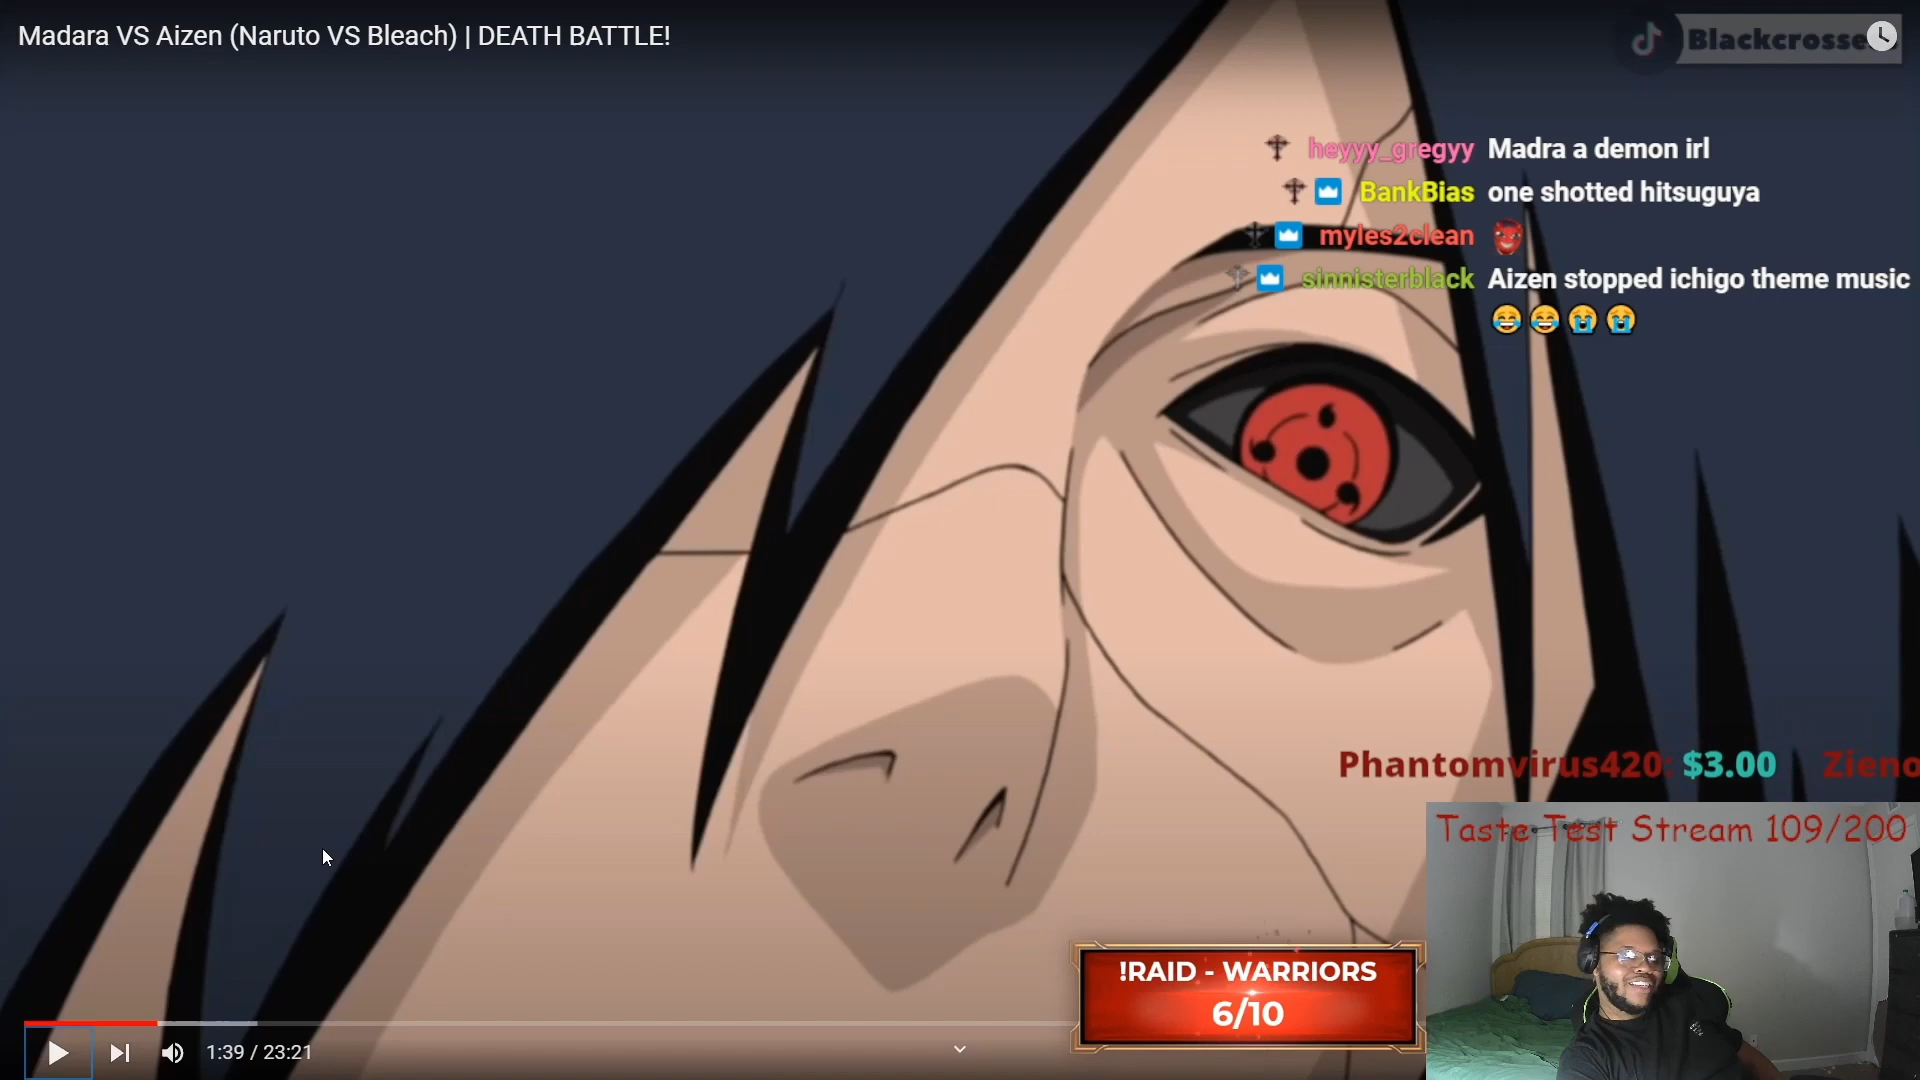 Madara VS Aizen (Naruto VS Bleach) | DEATH BATTLE!
Blackcrosse
heyyy_gregyy Madra a demon irl
BankBias one shotted hitsuguya
myles2clean 👹
sinnisterblack Aizen stopped ichigo theme music
😂😂😭😭
Phantomvirus420: $3.00 Zieno
Taste Test Stream 109/200
!RAID - WARRIORS
6/10
1:39 / 23:21